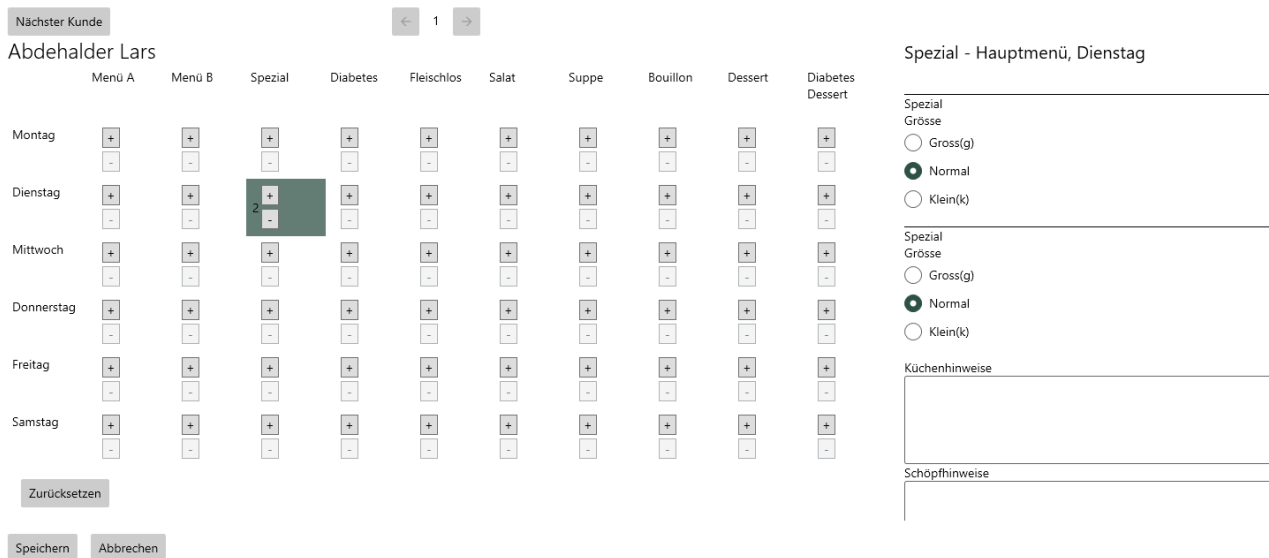 Nächster Kunde
← 1 →
Abdehalder Lars
Menü A Menü B Spezial Diabetes Fleischlos Salat Suppe Bouillon Dessert Diabetes Dessert
Montag + + + + + + + + + +
- - - - - - - - - -
Dienstag + + + + + + + + + +
2
- - - - - - - - - -
Mittwoch + + + + + + + + + +
- - - - - - - - - -
Donnerstag + + + + + + + + + +
- - - - - - - - - -
Freitag + + + + + + + + + +
- - - - - - - - - -
Samstag + + + + + + + + + +
- - - - - - - - - -
Zurücksetzen
Speichern Abbrechen
Spezial - Hauptmenü, Dienstag
Spezial
Grösse
Gross(g)
Normal
Klein(k)
Spezial
Grösse
Gross(g)
Normal
Klein(k)
Küchenhinweise
Schöpfhinweise